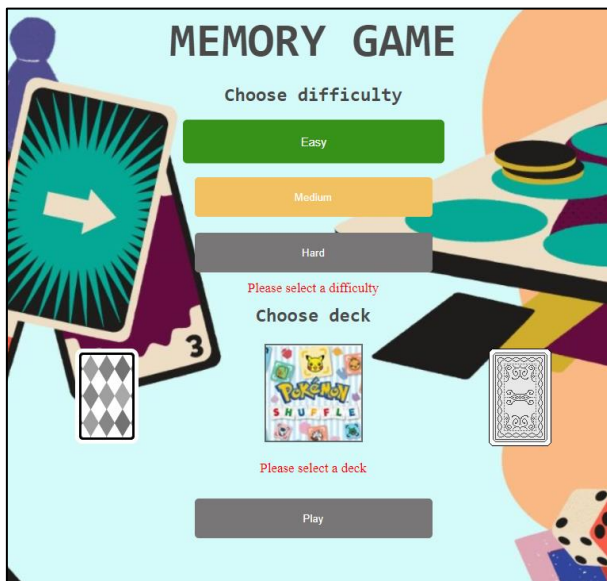 MEMORY GAME
Choose difficulty
Easy
Medium
Hard
Please select a difficulty
Choose deck
3
POKÉMON
SHUFFLE
Please select a deck
Play